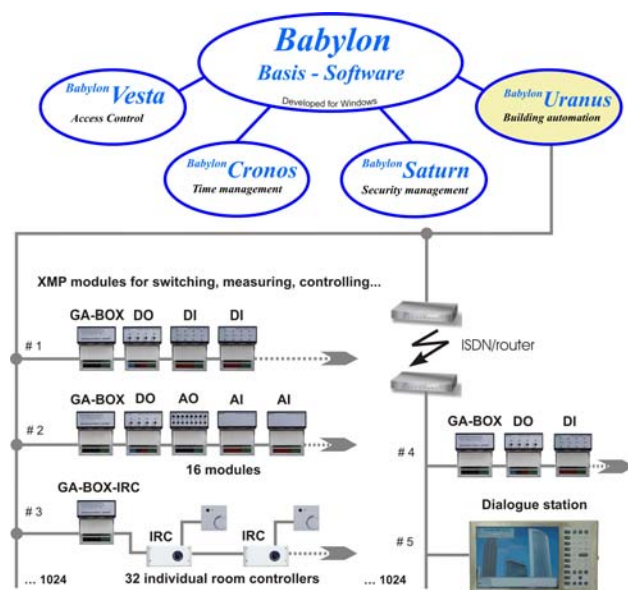 Babylon
Basis - Software
Developed for Windows
Babylon Vesta
Access Control
Babylon Uranus
Building automation
Babylon Cronos
Time management
Babylon Saturn
Security management
XMP modules for switching, measuring, controlling...
GA-BOX DO DI DI
# 1
ISDN/router
GA-BOX DO AO AI AI
# 2
16 modules
GA-BOX DO DI
# 4
GA-BOX-IRC
# 3
IRC IRC
Dialogue station
# 5
... 1024
32 individual room controllers
... 1024